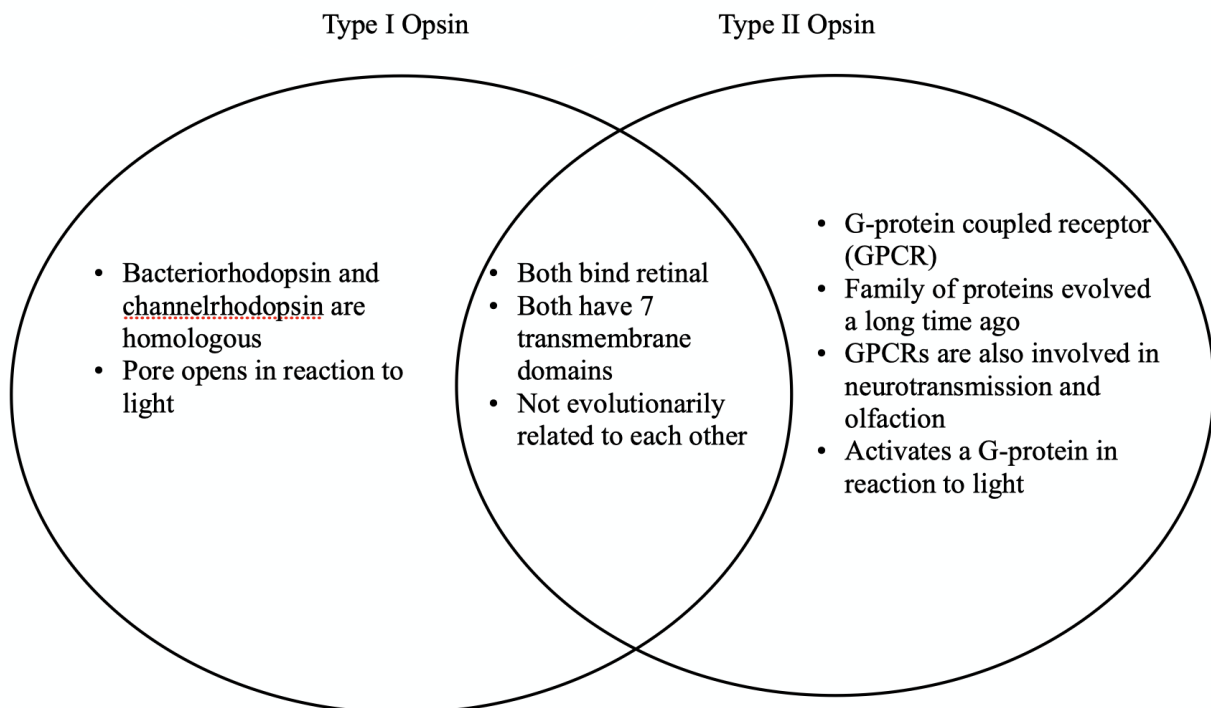 Type I Opsin
Type II Opsin
• Bacteriorhodopsin and
channelrhodopsin are
homologous
• Pore opens in reaction to
light
• Both bind retinal
• Both have 7
transmembrane
domains
• Not evolutionarily
related to each other
• G-protein coupled receptor
(GPCR)
• Family of proteins evolved
a long time ago
• GPCRs are also involved in
neurotransmission and
olfaction
• Activates a G-protein in
reaction to light